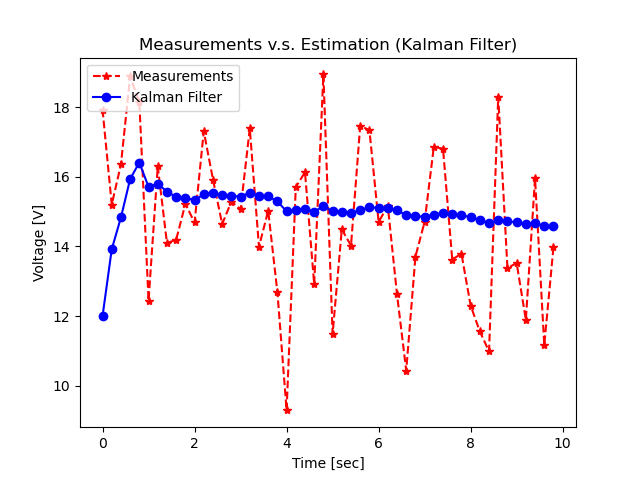 Measurements v.s. Estimation (Kalman Filter)
Measurements
Kalman Filter
18
16
14
12
10
Voltage [V]
0 2 4 6 8 10
Time [sec]